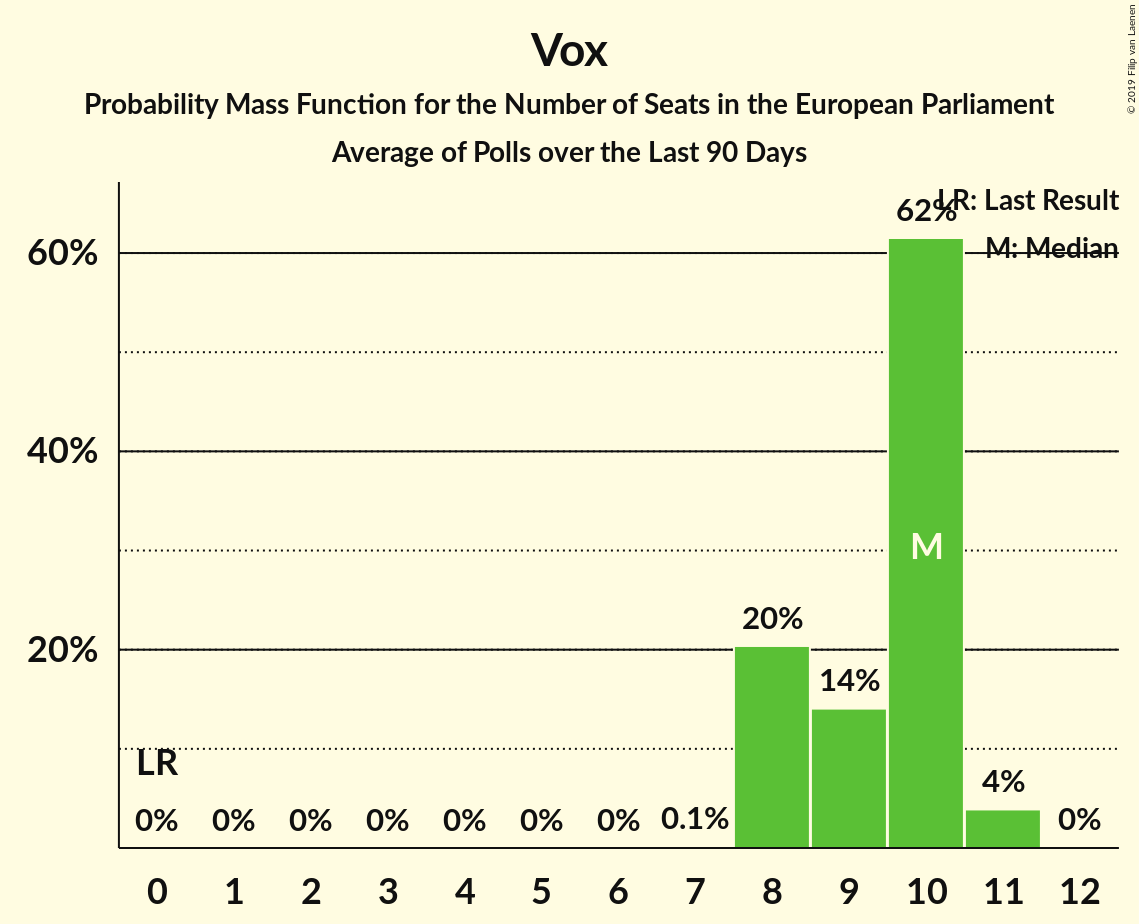 Vox
Probability Mass Function for the Number of Seats in the European Parliament
Average of Polls over the Last 90 Days
© 2019 Filip van Laenen
LR: Last Result
M: Median
62%
60%
40%
M
20%
20%
14%
LR
4%
0% 0% 0% 0% 0% 0% 0% 0.1% 0%
0 1 2 3 4 5 6 7 8 9 10 11 12